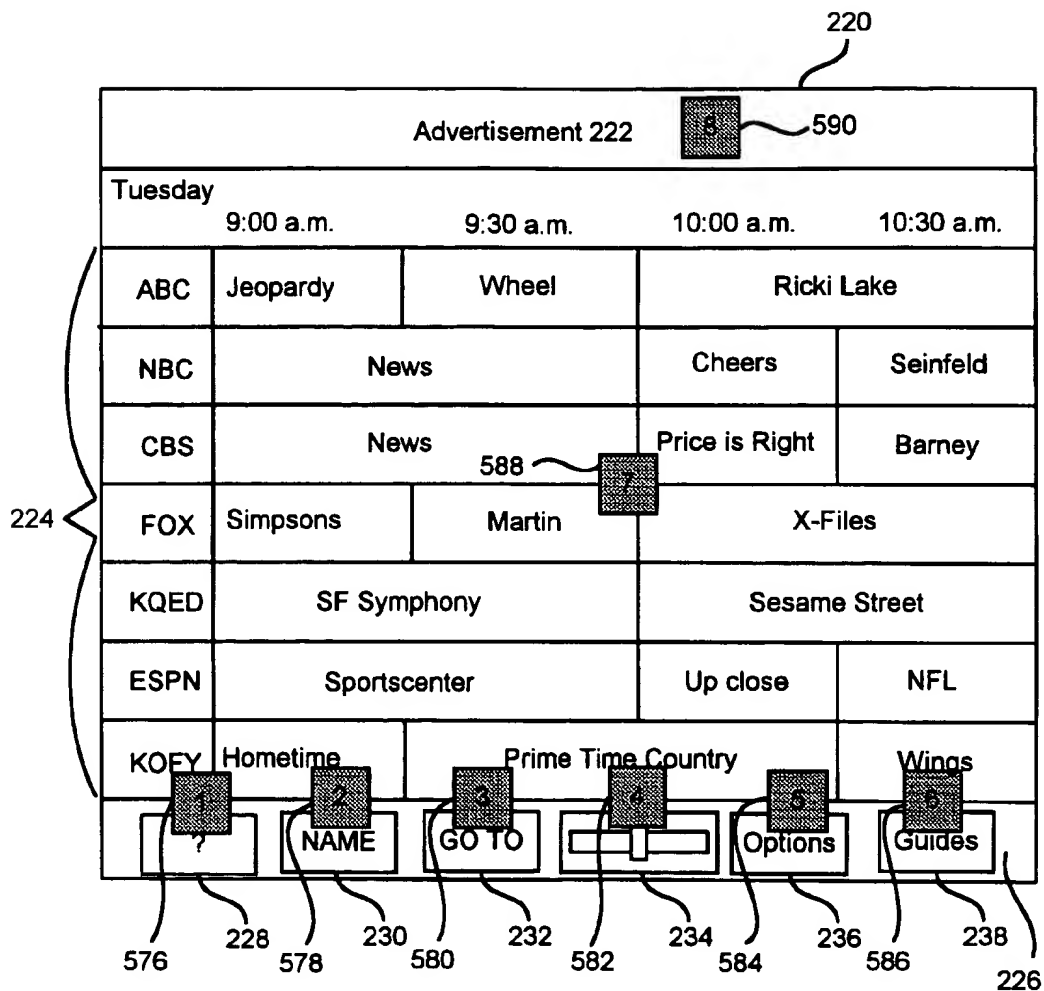 220
Advertisement 222 8 590
Tuesday
9:00 a.m. 9:30 a.m. 10:00 a.m. 10:30 a.m.
ABC Jeopardy Wheel Ricki Lake
NBC News Cheers Seinfeld
CBS News Price is Right Barney
588 7
224 FOX Simpsons Martin X-Files
KQED SF Symphony Sesame Street
ESPN Sportscenter Up close NFL
KOFY Hometime Prime Time Country Wings
1 2 3 4 5 6
? NAME GO TO Options Guides
228 230 232 234 236 238
576 578 580 582 584 586 226